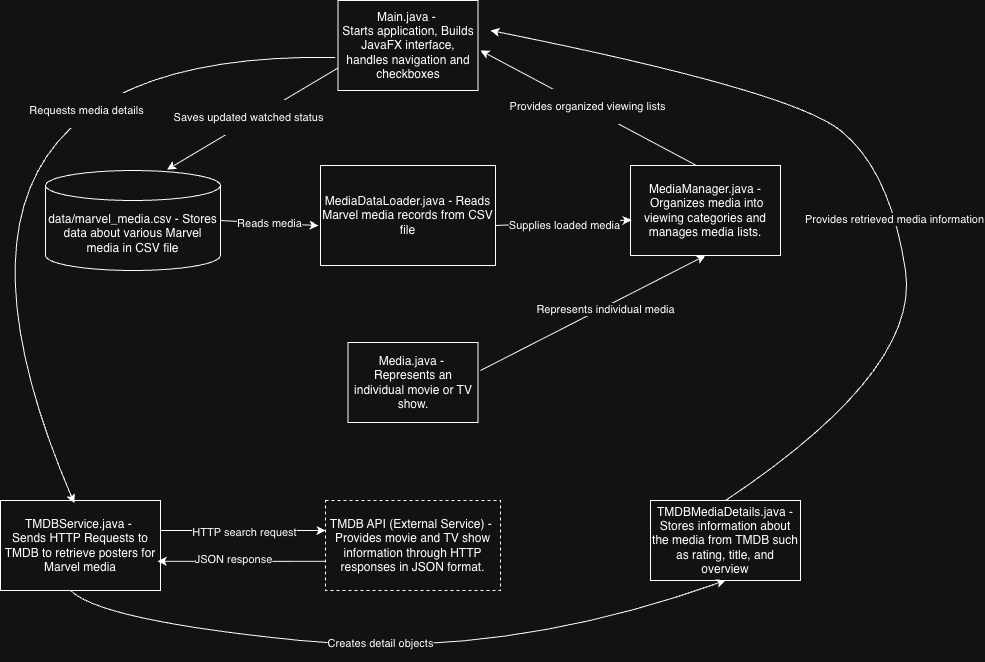 Main.java -
Starts application, Builds
JavaFX interface,
handles navigation and
checkboxes
Requests media details
Saves updated watched status
Provides organized viewing lists
data/marvel_media.csv - Stores
data about various Marvel
media in CSV file
Reads media
MediaDataLoader.java - Reads
Marvel media records from CSV
file
Supplies loaded media
MediaManager.java -
Organizes media into
viewing categories and
manages media lists.
Provides retrieved media information
Represents individual media
Media.java -
Represents an
individual movie or TV
show.
TMDBService.java -
Sends HTTP Requests to
TMDB to retrieve posters for
Marvel media
HTTP search request
JSON response
TMDB API (External Service) -
Provides movie and TV show
information through HTTP
responses in JSON format.
TMDBMediaDetails.java -
Stores information about
the media from TMDB such
as rating, title, and
overview
Creates detail objects